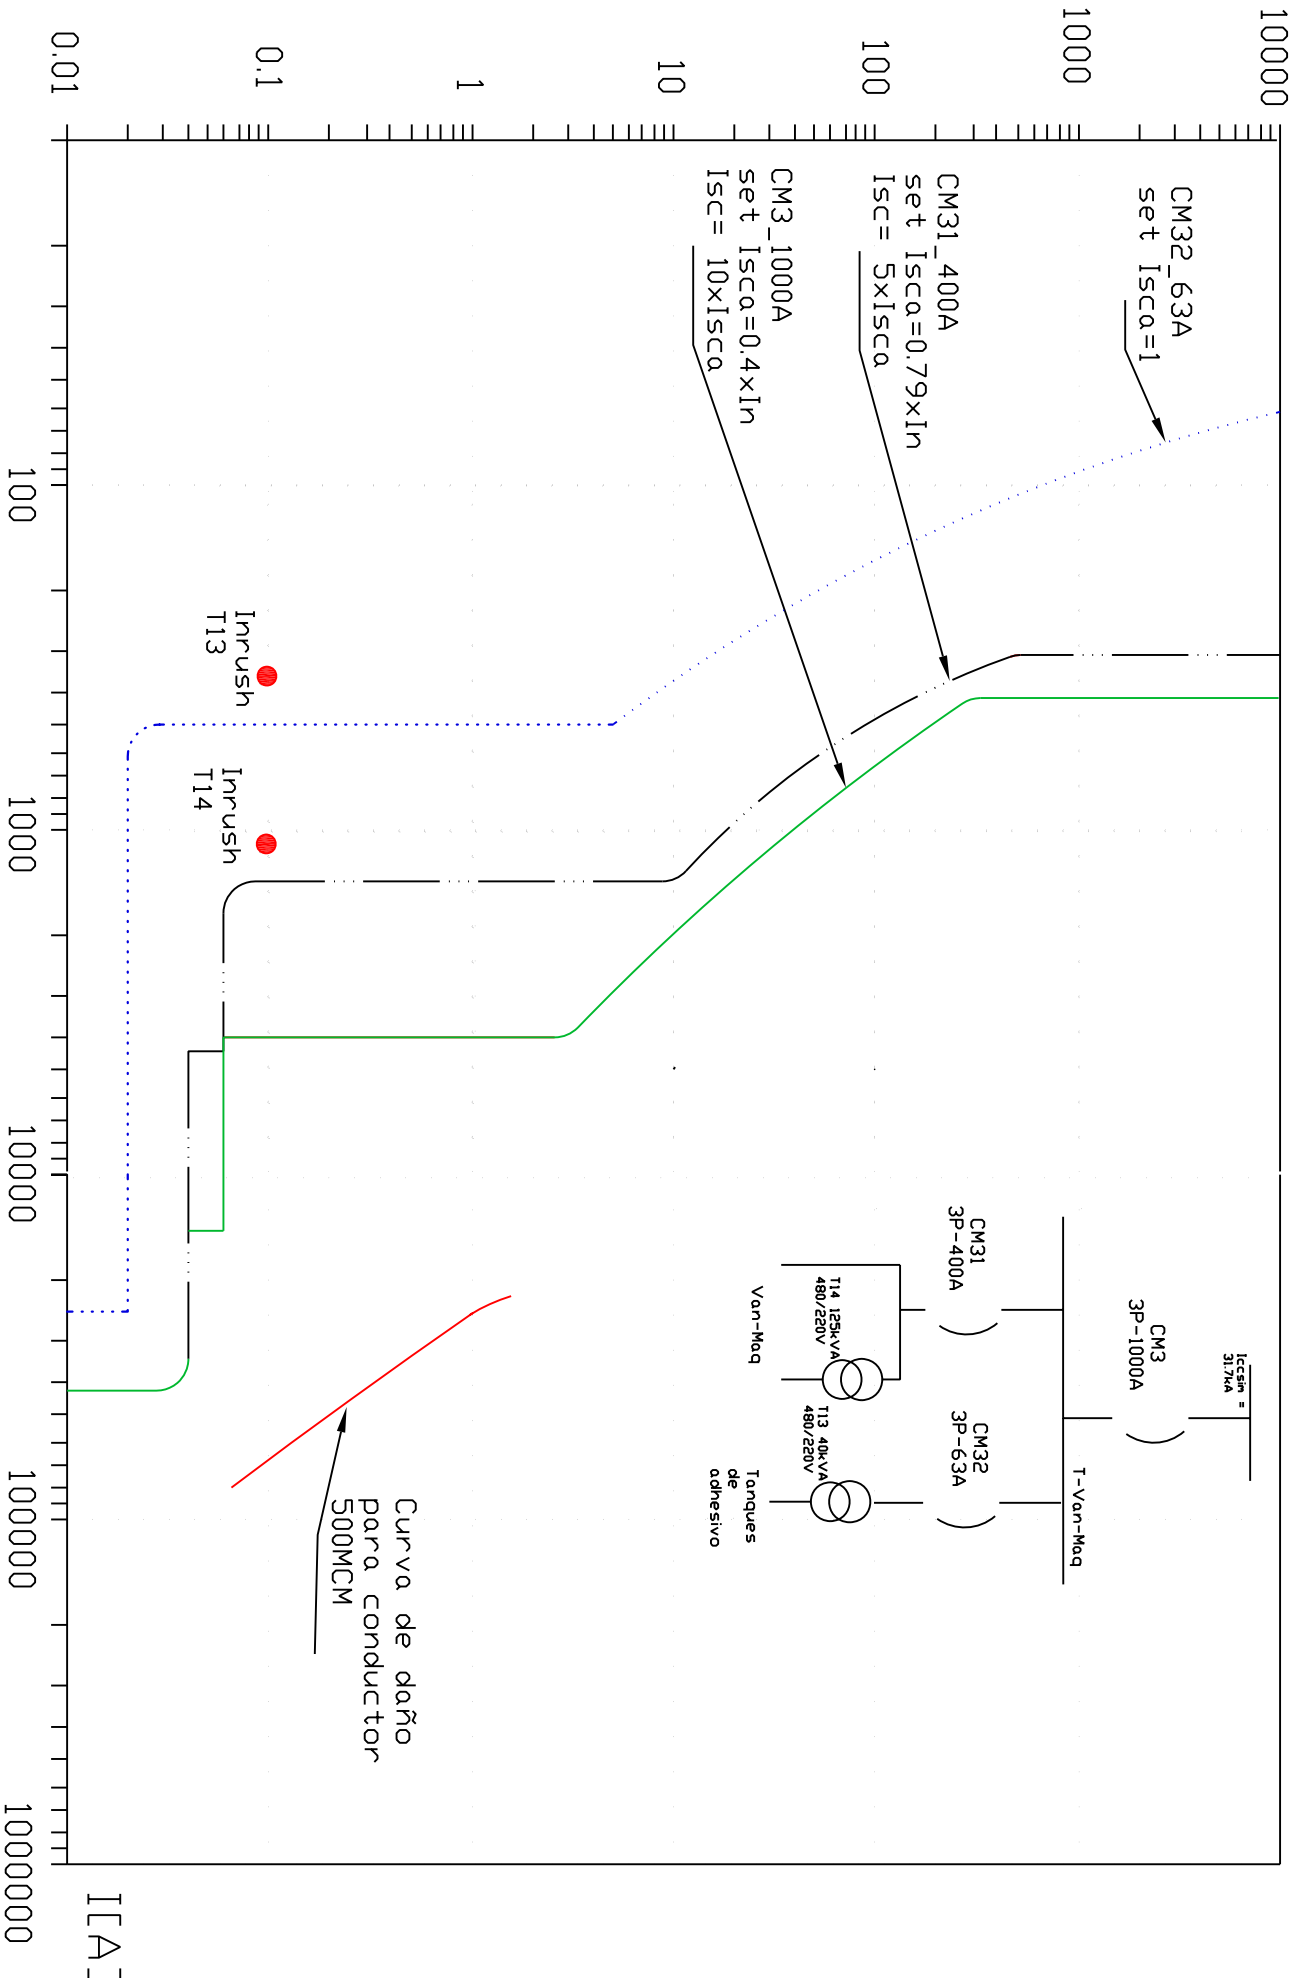 10000
1000
100
10
1
0.1
0.01
CM32_63A
set Isca=1
CM31_400A
set Isca=0.79xIn
Isc= 5xIsca
CM3_1000A
set Isca=0.4xIn
Isc= 10xIsca
Inrush
T13
Inrush
T14
Iccsim =
31.7kA
CM3
3P-1000A
T-Van-Maq
CM31
3P-400A
CM32
3P-63A
T14 125kVA
480/220V
T13 40kVA
480/220V
Van-Maq
Tanques
de
adhesivo
Curva de daño
para conductor
500MCM
100
1000
10000
100000
1000000
I[A]